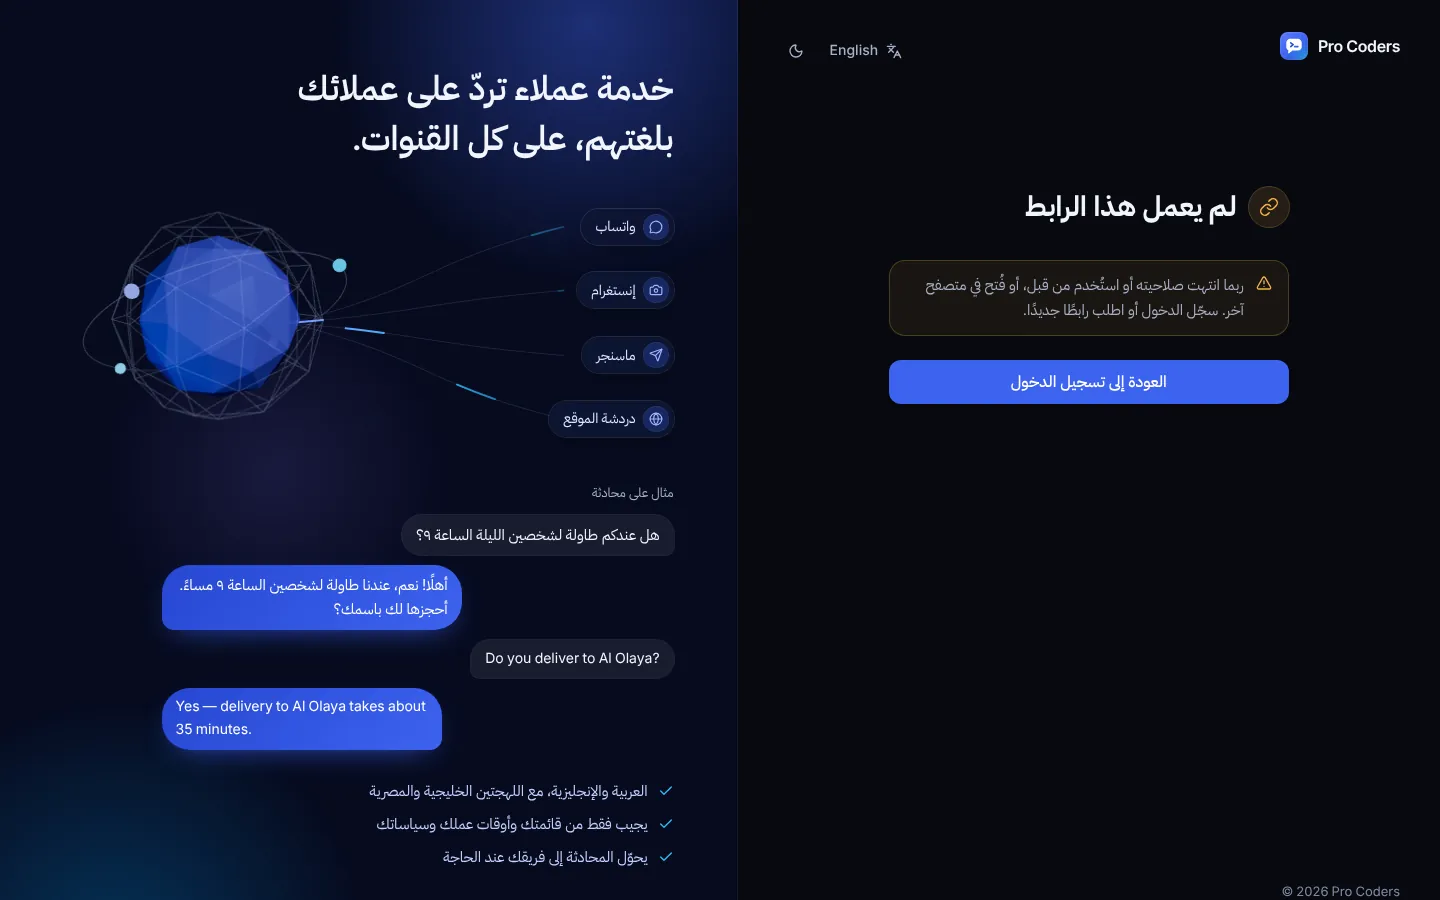 Pro Coders
English
لم يعمل هذا الرابط
ربما انتهت صلاحيته أو استُخدم من قبل، أو فُتح في متصفح
آخر. سجّل الدخول أو اطلب رابطًا جديدًا.
العودة إلى تسجيل الدخول
© 2026 Pro Coders
خدمة عملاء تردّ على عملائك
بلغتهم، على كل القنوات.
واتساب
إنستغرام
ماسنجر
دردشة الموقع
مثال على محادثة
هل عندكم طاولة لشخصين الليلة الساعة ٩؟
أهلًا! نعم، عندنا طاولة لشخصين الساعة ٩ مساءً.
أحجزها لك باسمك؟
Do you deliver to Al Olaya?
Yes — delivery to Al Olaya takes about
35 minutes.
العربية والإنجليزية، مع اللهجتين الخليجية والمصرية
يجيب فقط من قائمتك وأوقات عملك وسياساتك
يحوّل المحادثة إلى فريقك عند الحاجة